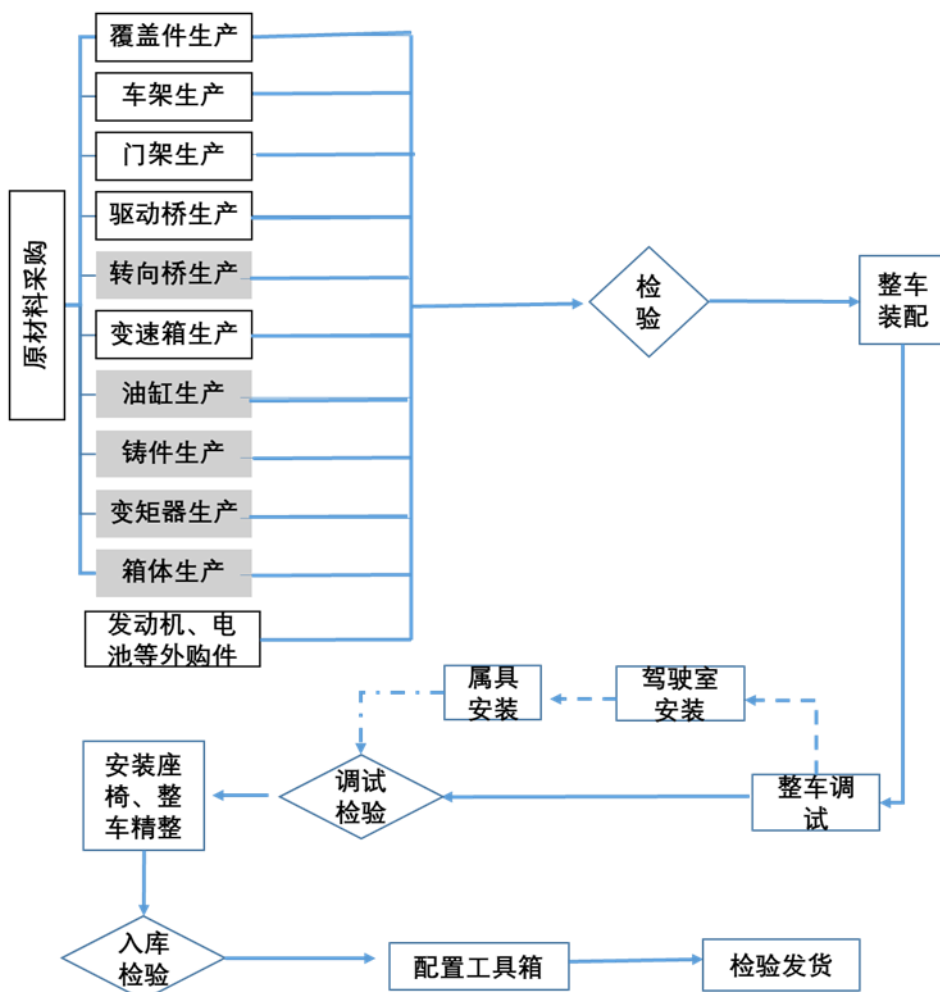 覆盖件生产
车架生产
门架生产
驱动桥生产
原材料采购
转向桥生产
变速箱生产
油缸生产
铸件生产
变矩器生产
箱体生产
发动机、电
池等外购件
检
验
整车
装配
属具
安装
驾驶室
安装
整车调
试
调试
检验
安装座
椅、整
车精整
入库
检验
配置工具箱
检验发货